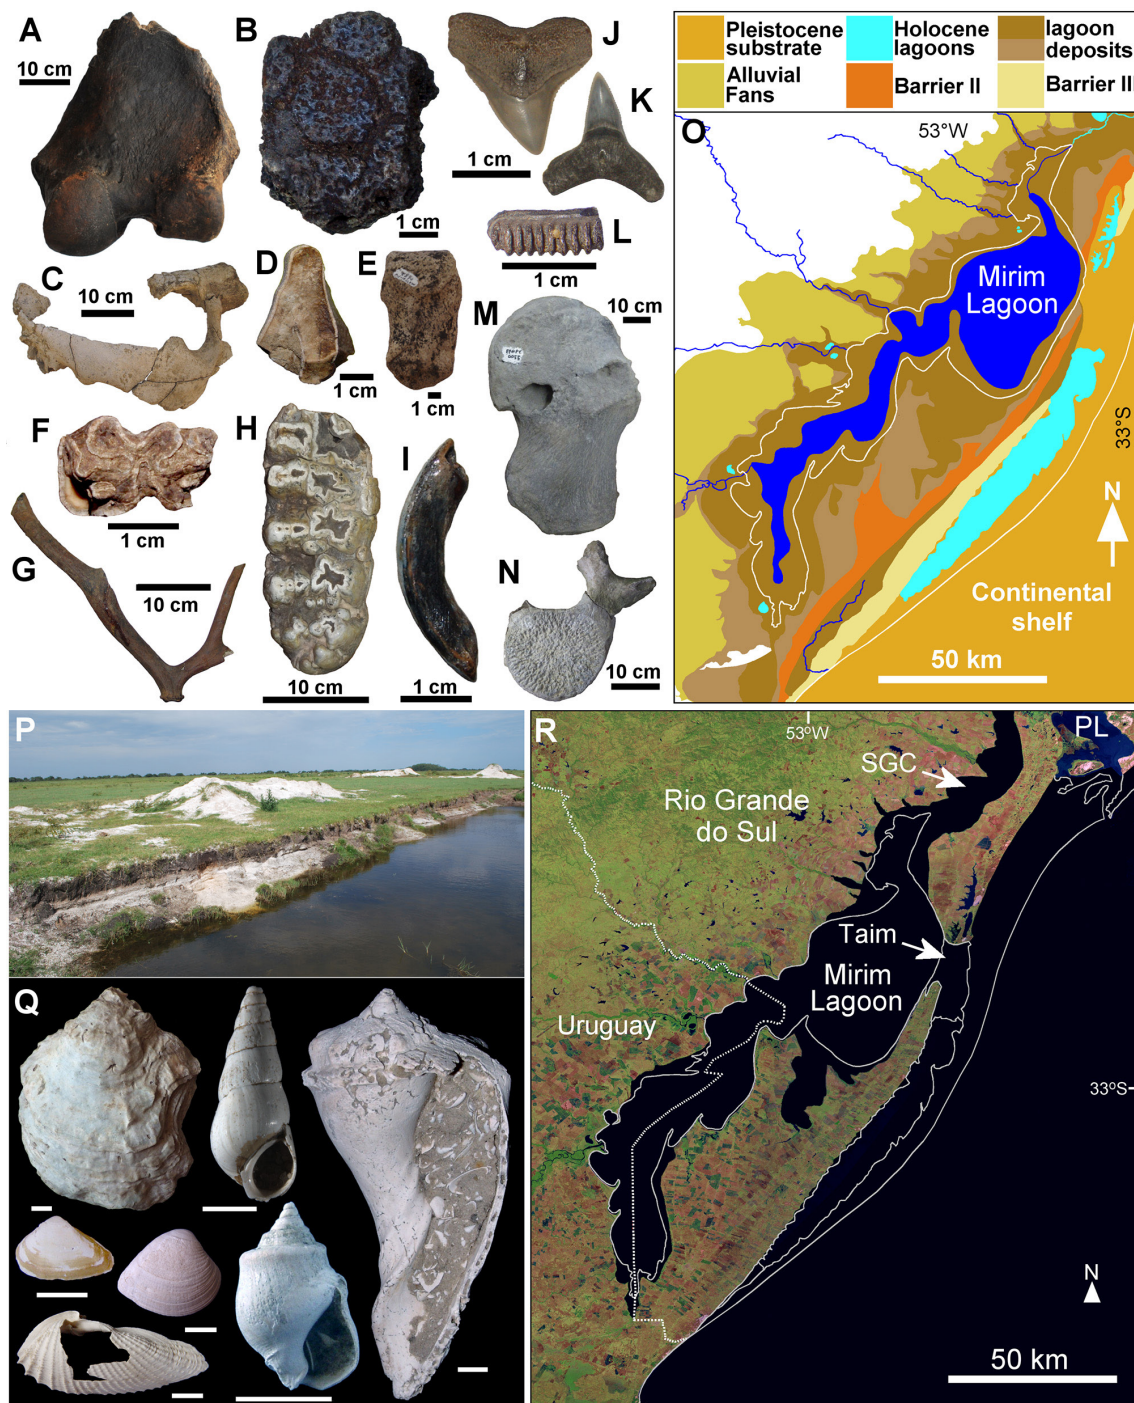 A
10 cm
B
1 cm
J
1 cm
K
L
1 cm
C
10 cm
D
1 cm
E
1 cm
M
10 cm
F
1 cm
G
10 cm
H
10 cm
I
1 cm
N
10 cm
Pleistocene
substrate
Holocene
lagoons
lagoon
deposits
Alluvial
Fans
Barrier II
Barrier III
O
53°W
Mirim
Lagoon
33°S
N
Continental
shelf
50 km
P
Q
R
53ºW
PL
SGC
Rio Grande
do Sul
Taim
Mirim
Lagoon
Uruguay
33ºS
N
50 km